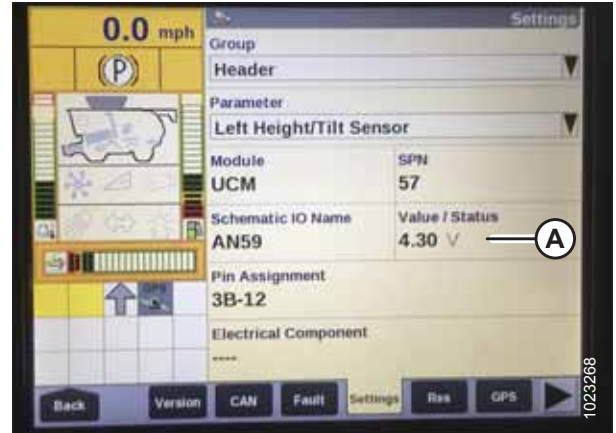 0.0 mph
Settings
(P)
Group
Header
Parameter
Left Height/Tilt Sensor
Module
SPN
UCM
57
Schematic IO Name
Value / Status
AN59
4.30 V
A
Pin Assignment
3B-12
Electrical Component
----
Back
Version
CAN
Fault
Settings
Rss
GPS
1023268